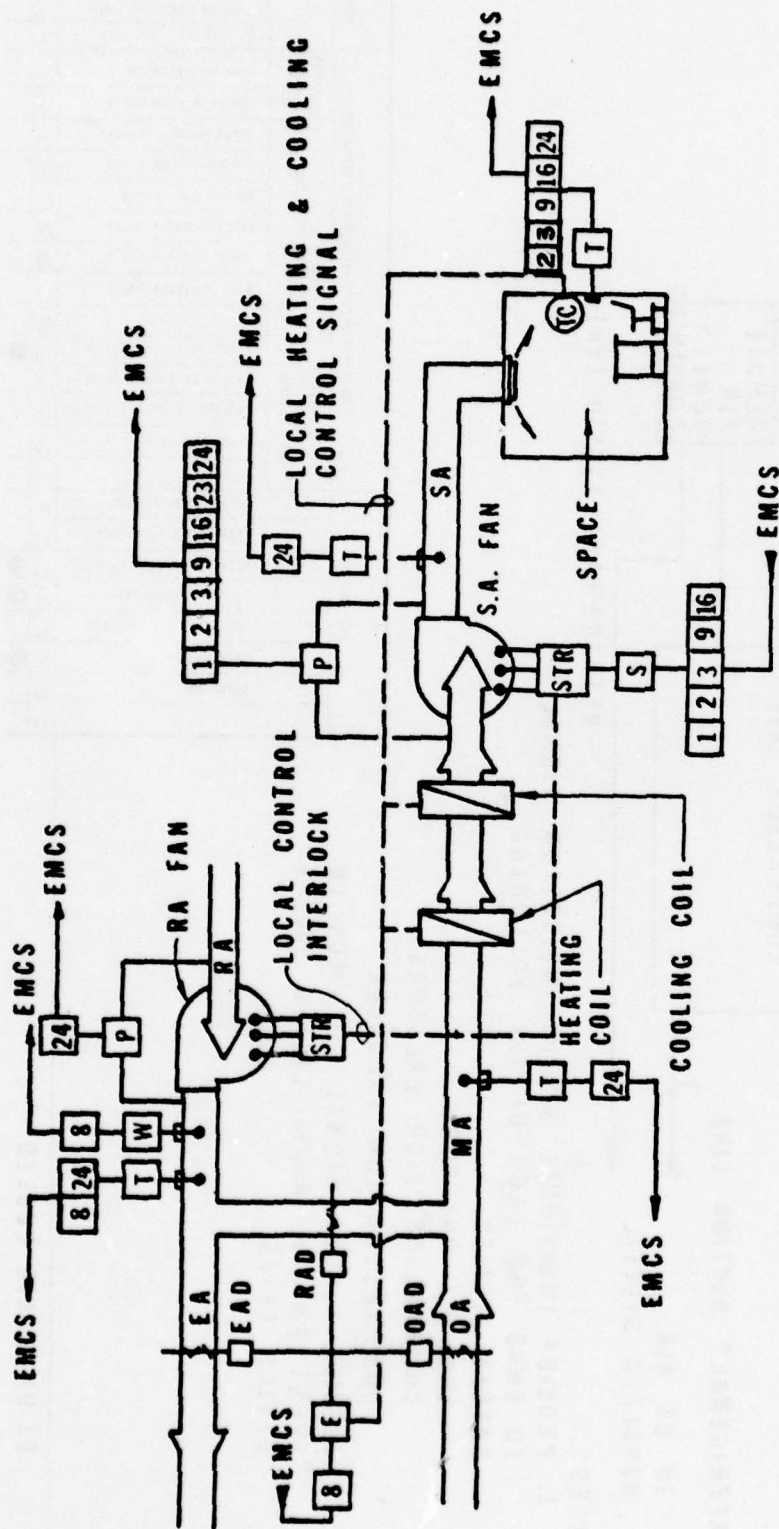 EMCS
EMCS
EMCS
EMCS
EMCS
EMCS
8 24
8
24
1 2 3 9 16 23 24
T
W
P
RA FAN
RA
P
24
T
LOCAL HEATING & COOLING
CONTROL SIGNAL
EA
EAD
STR
LOCAL CONTROL
INTERLOCK
SA
2 3 9 16 24
T
TC
EMCS
8
E
RAD
OAD
OA
MA
S.A. FAN
SPACE
T
24
HEATING
COIL
COOLING COIL
STR
S
1 2 3 9 16
EMCS
EMCS